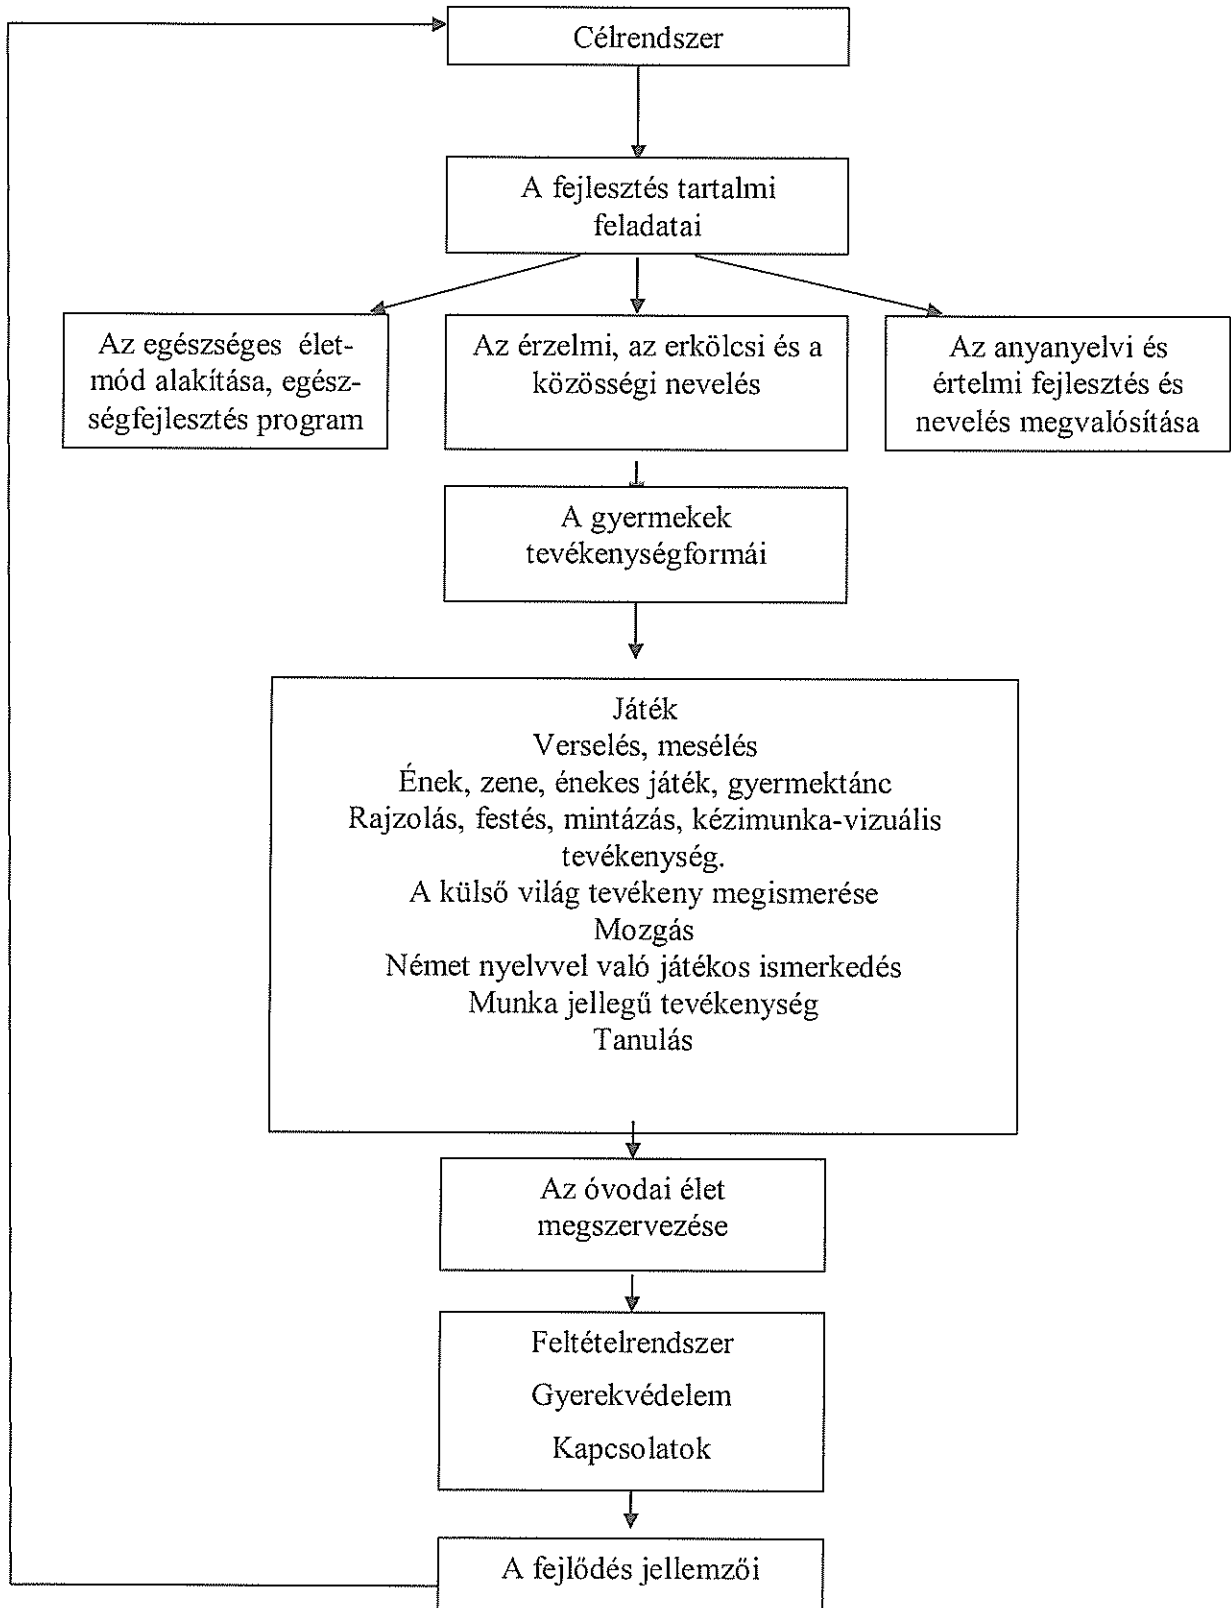 Célrendszer
A fejlesztés tartalmi
feladatai
Az egészséges élet-
mód alakítása, egész-
ségfejlesztés program
Az érzelmi, az erkölcsi és a
közösségi nevelés
Az anyanyelvi és
értelmi fejlesztés és
nevelés megvalósítása
A gyermekek
tevékenységformái
Játék
Verselés, mesélés
Ének, zene, énekes játék, gyermektánc
Rajzolás, festés, mintázás, kézimunka-vizuális
tevékenység.
A külső világ tevékeny megismerése
Mozgás
Német nyelvvel való játékos ismerkedés
Munka jellegű tevékenység
Tanulás
Az óvodai élet
megszervezése
Feltételrendszer
Gyerekvédelem
Kapcsolatok
A fejlődés jellemzői